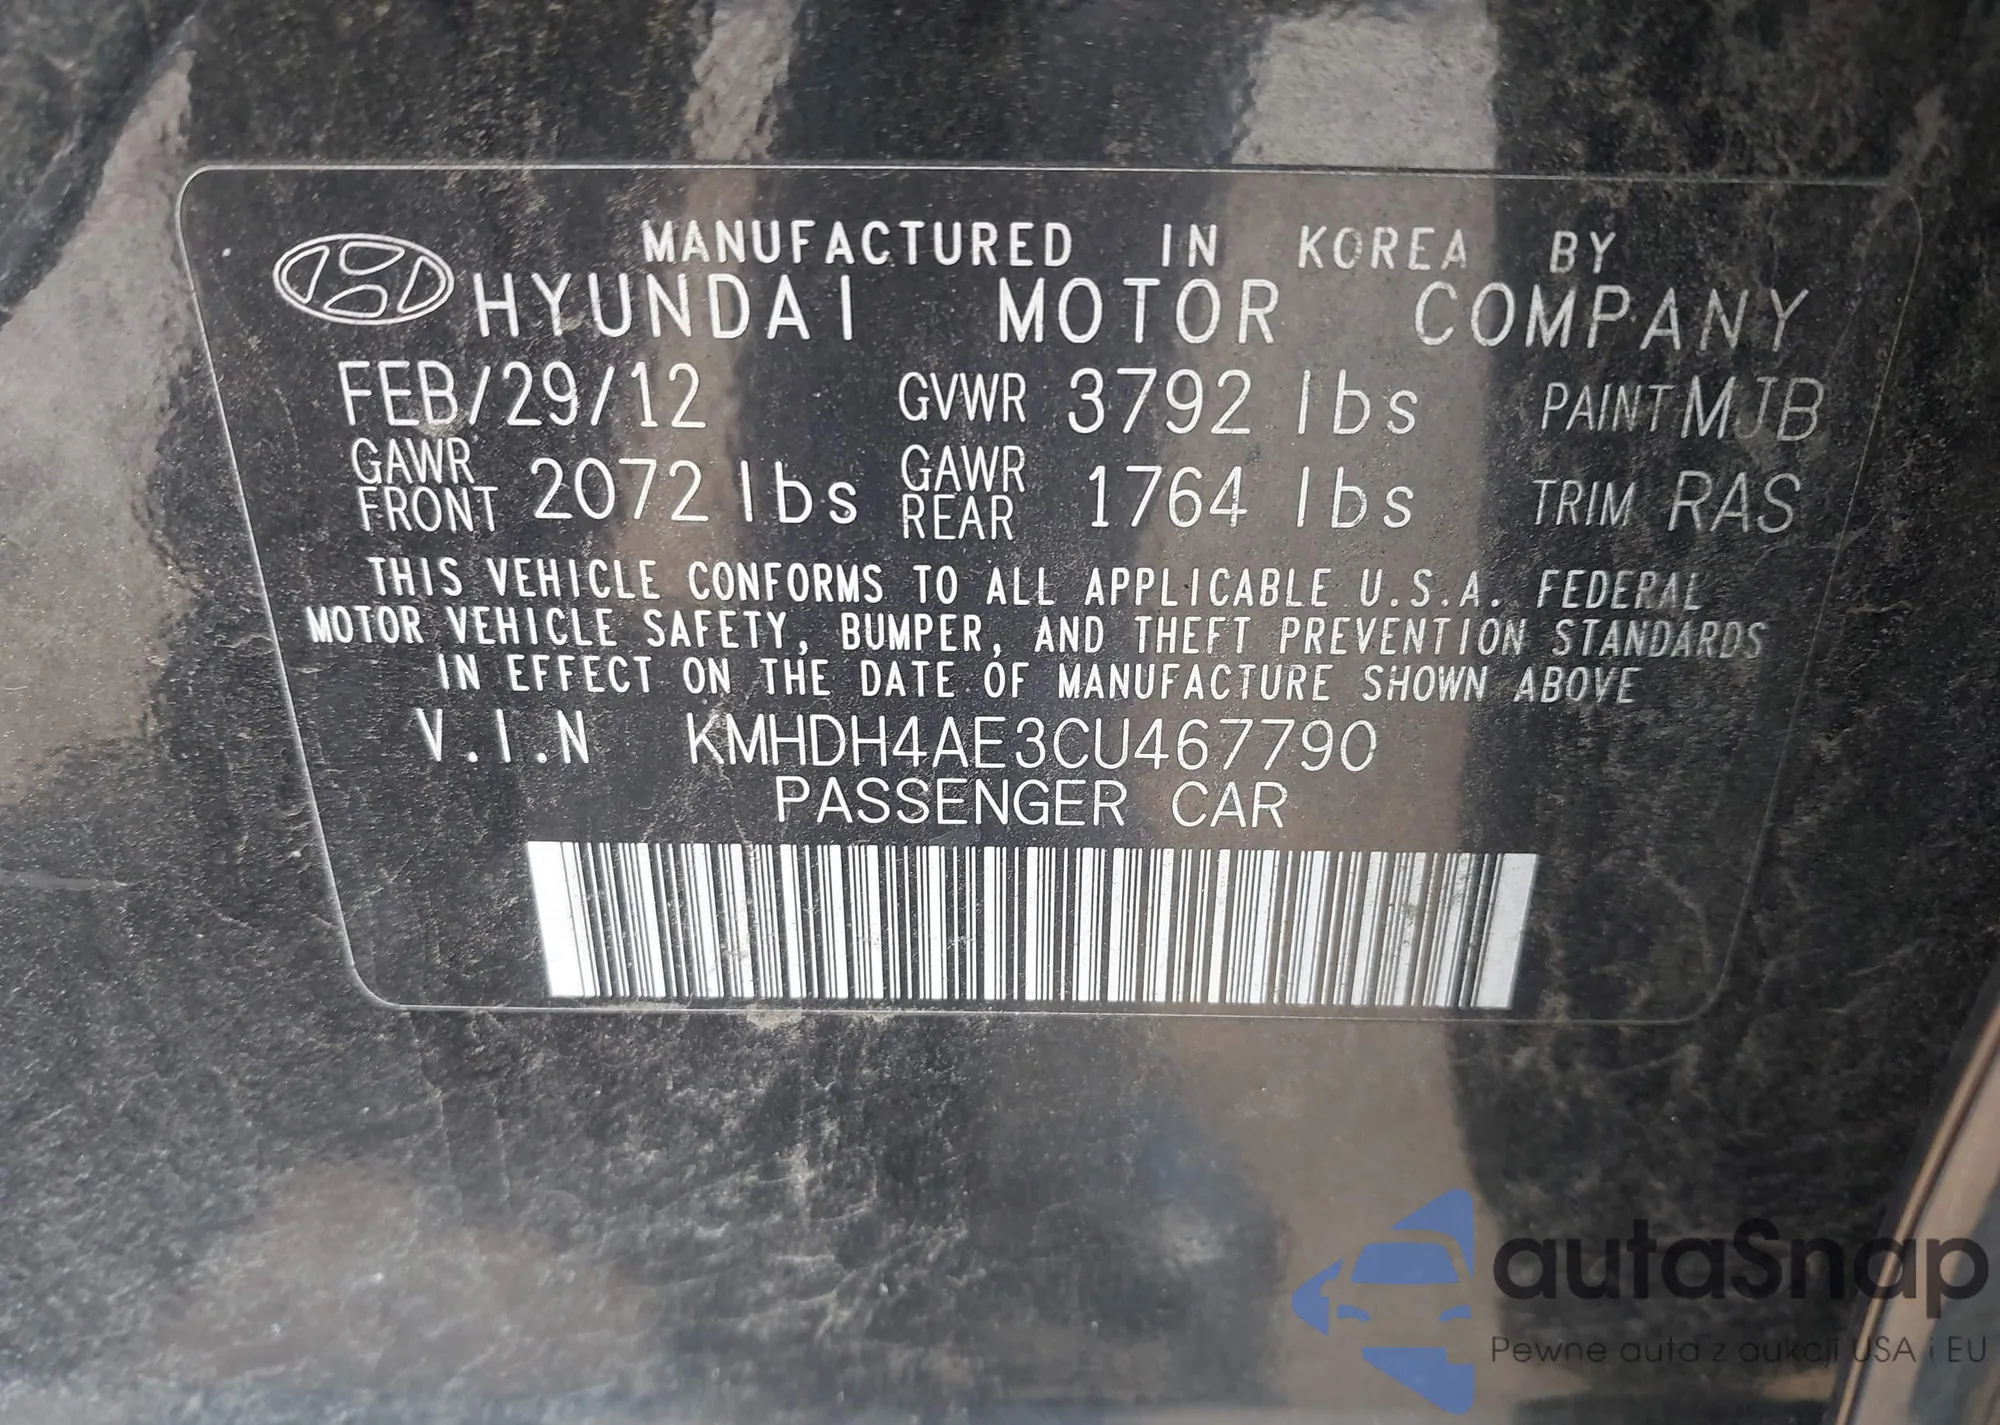 MANUFACTURED IN KOREA BY
HYUNDAI MOTOR COMPANY
FEB/29/12 GVWR 3792 lbs PAINT MJB
GAWR FRONT 2072 lbs GAWR REAR 1764 lbs TRIM RAS
THIS VEHICLE CONFORMS TO ALL APPLICABLE U.S.A. FEDERAL
MOTOR VEHICLE SAFETY, BUMPER, AND THEFT PREVENTION STANDARDS
IN EFFECT ON THE DATE OF MANUFACTURE SHOWN ABOVE
V.I.N KMHDH4AE3CU467790
PASSENGER CAR
autaSnap
Pewne auta z aukcji USA i EU